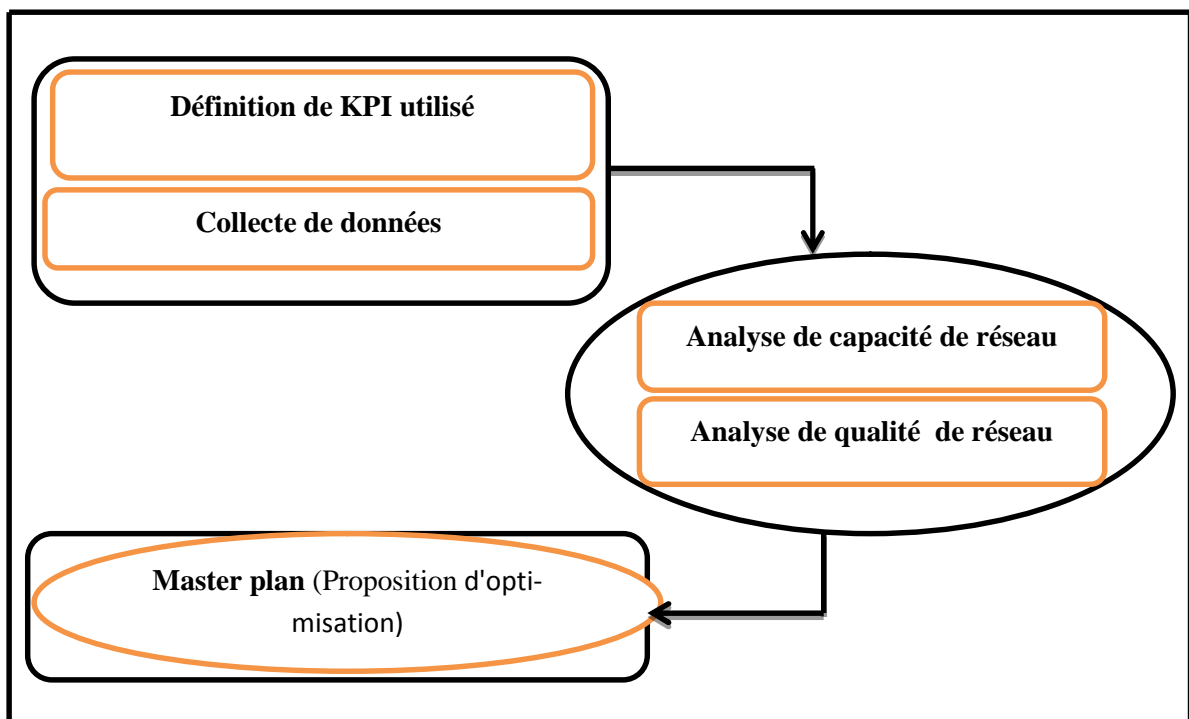 Définition de KPI utilisé
Collecte de données
Analyse de capacité de réseau
Analyse de qualité  de réseau
Master plan (Proposition d'opti-
misation)